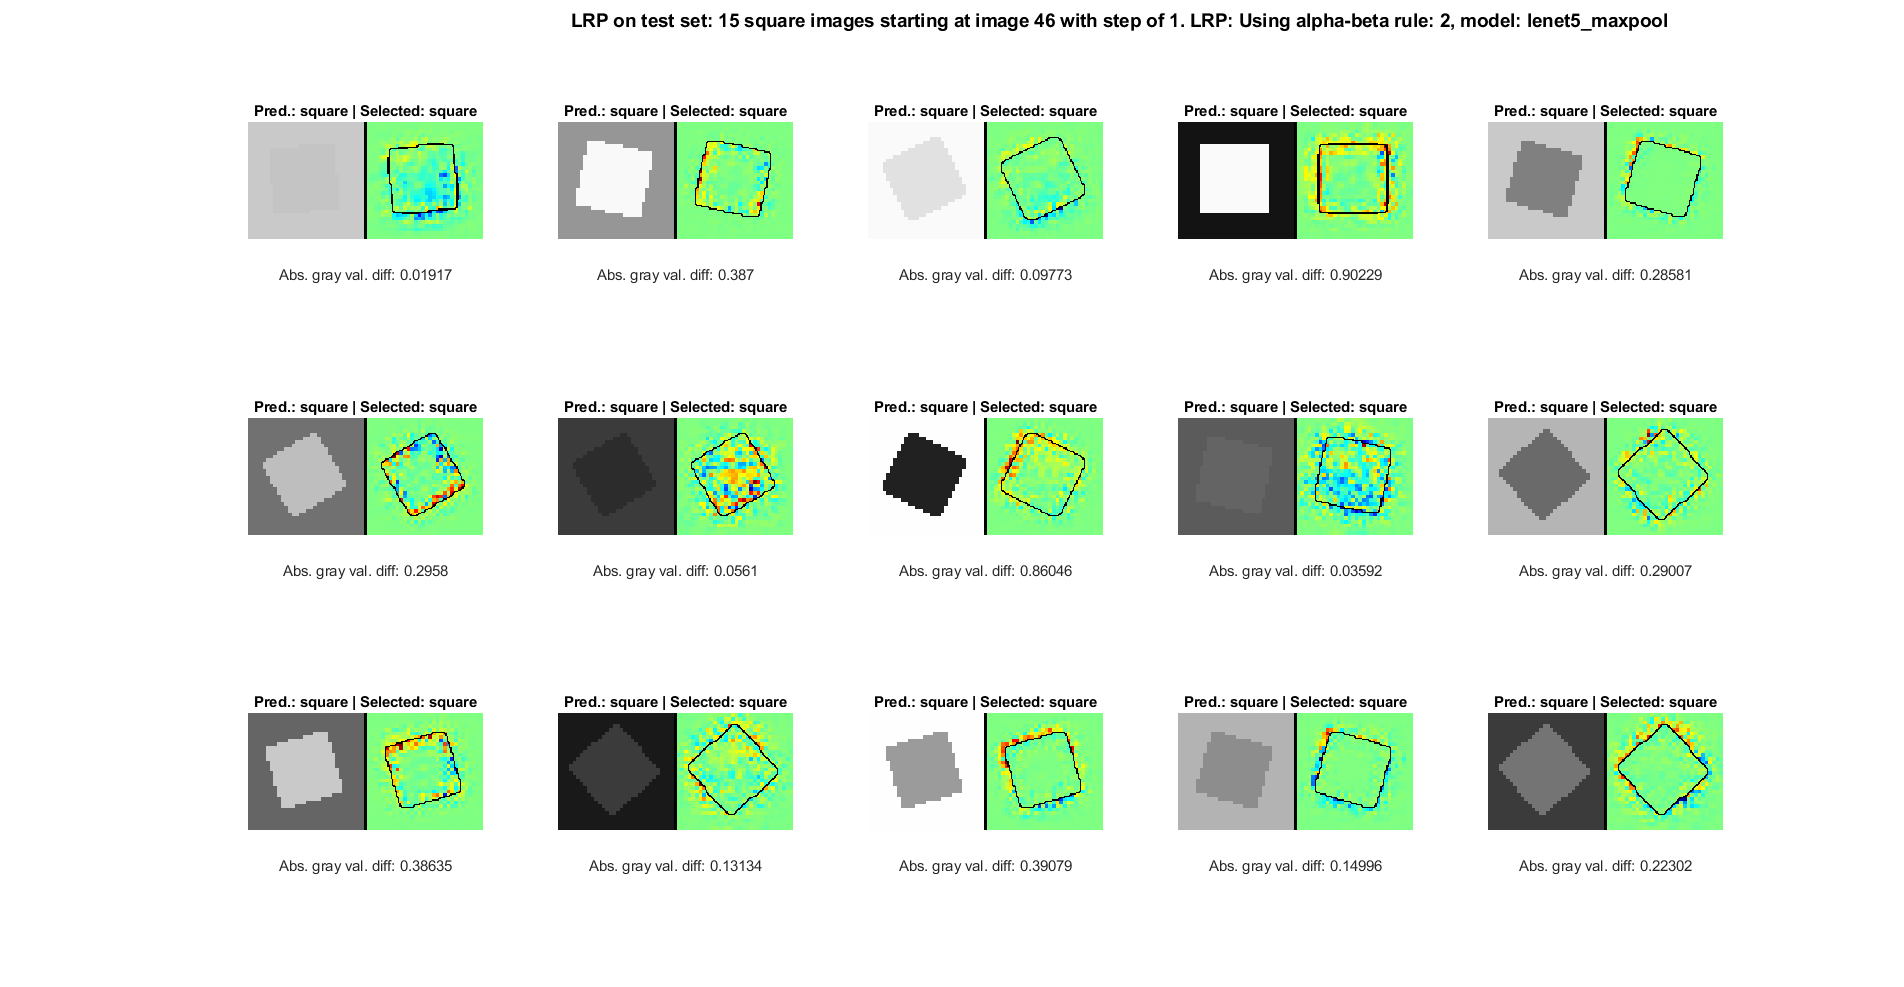 LRP on test set: 15 square images starting at image 46 with step of 1. LRP: Using alpha-beta rule: 2, model: lenet5_maxpool
Pred.: square | Selected: square
Pred.: square | Selected: square
Pred.: square | Selected: square
Pred.: square | Selected: square
Pred.: square | Selected: square
Abs. gray val. diff: 0.01917
Abs. gray val. diff: 0.387
Abs. gray val. diff: 0.09773
Abs. gray val. diff: 0.90229
Abs. gray val. diff: 0.28581
Pred.: square | Selected: square
Pred.: square | Selected: square
Pred.: square | Selected: square
Pred.: square | Selected: square
Pred.: square | Selected: square
Abs. gray val. diff: 0.2958
Abs. gray val. diff: 0.0561
Abs. gray val. diff: 0.86046
Abs. gray val. diff: 0.03592
Abs. gray val. diff: 0.29007
Pred.: square | Selected: square
Pred.: square | Selected: square
Pred.: square | Selected: square
Pred.: square | Selected: square
Pred.: square | Selected: square
Abs. gray val. diff: 0.38635
Abs. gray val. diff: 0.13134
Abs. gray val. diff: 0.39079
Abs. gray val. diff: 0.14996
Abs. gray val. diff: 0.22302